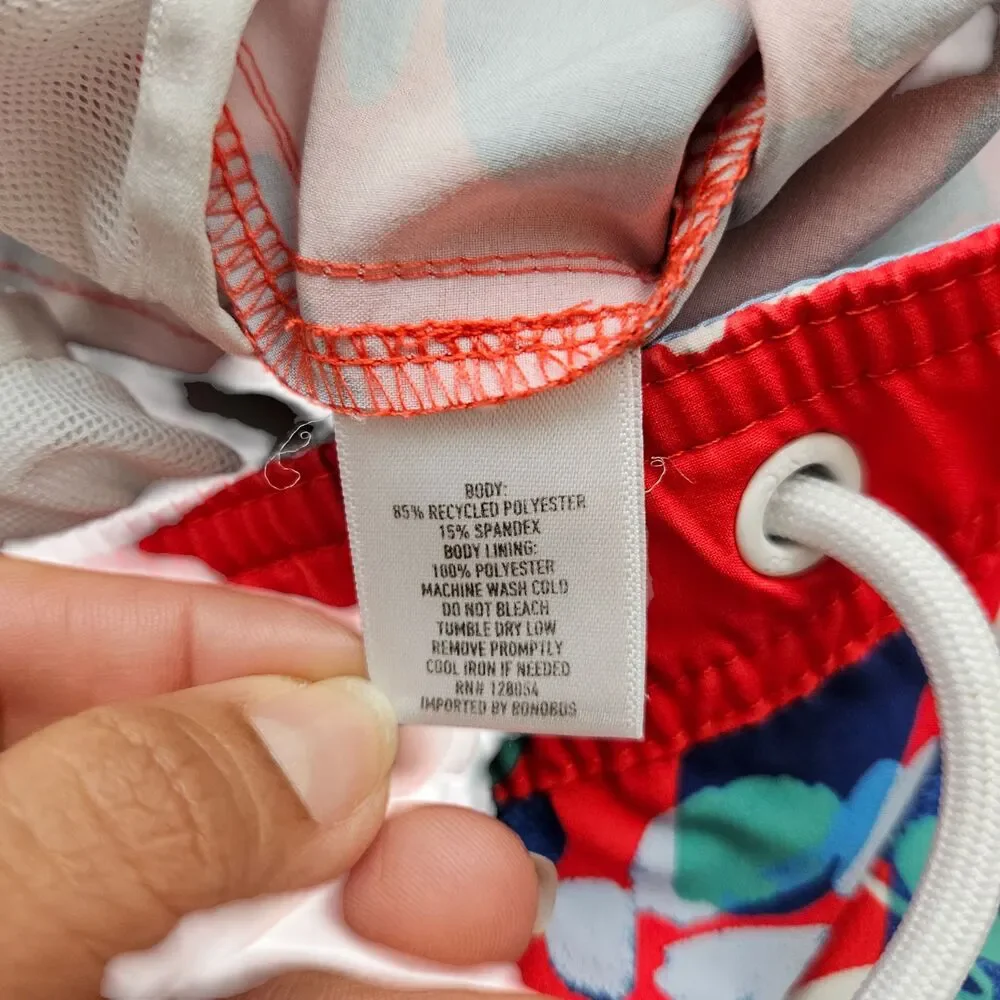 BODY:
85% RECYCLED POLYESTER
15% SPANDEX
BODY LINING:
100% POLYESTER
MACHINE WASH COLD
DO NOT BLEACH
TUMBLE DRY LOW
REMOVE PROMPTLY
COOL IRON IF NEEDED
RN# 128054
IMPORTED BY BONOBOS